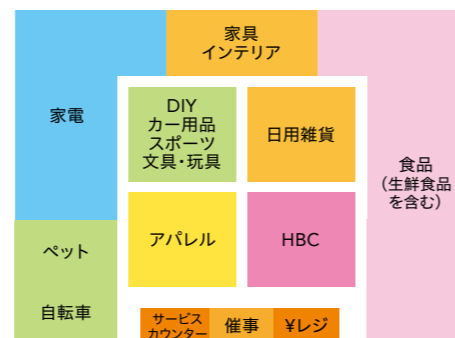 家具
インテリア
家電
DIY
カー用品
スポーツ
文具・玩具
日用雑貨
食品
(生鮮食品
を含む)
アパレル
HBC
ペット
自転車
サービス
カウンター
催事
¥レジ